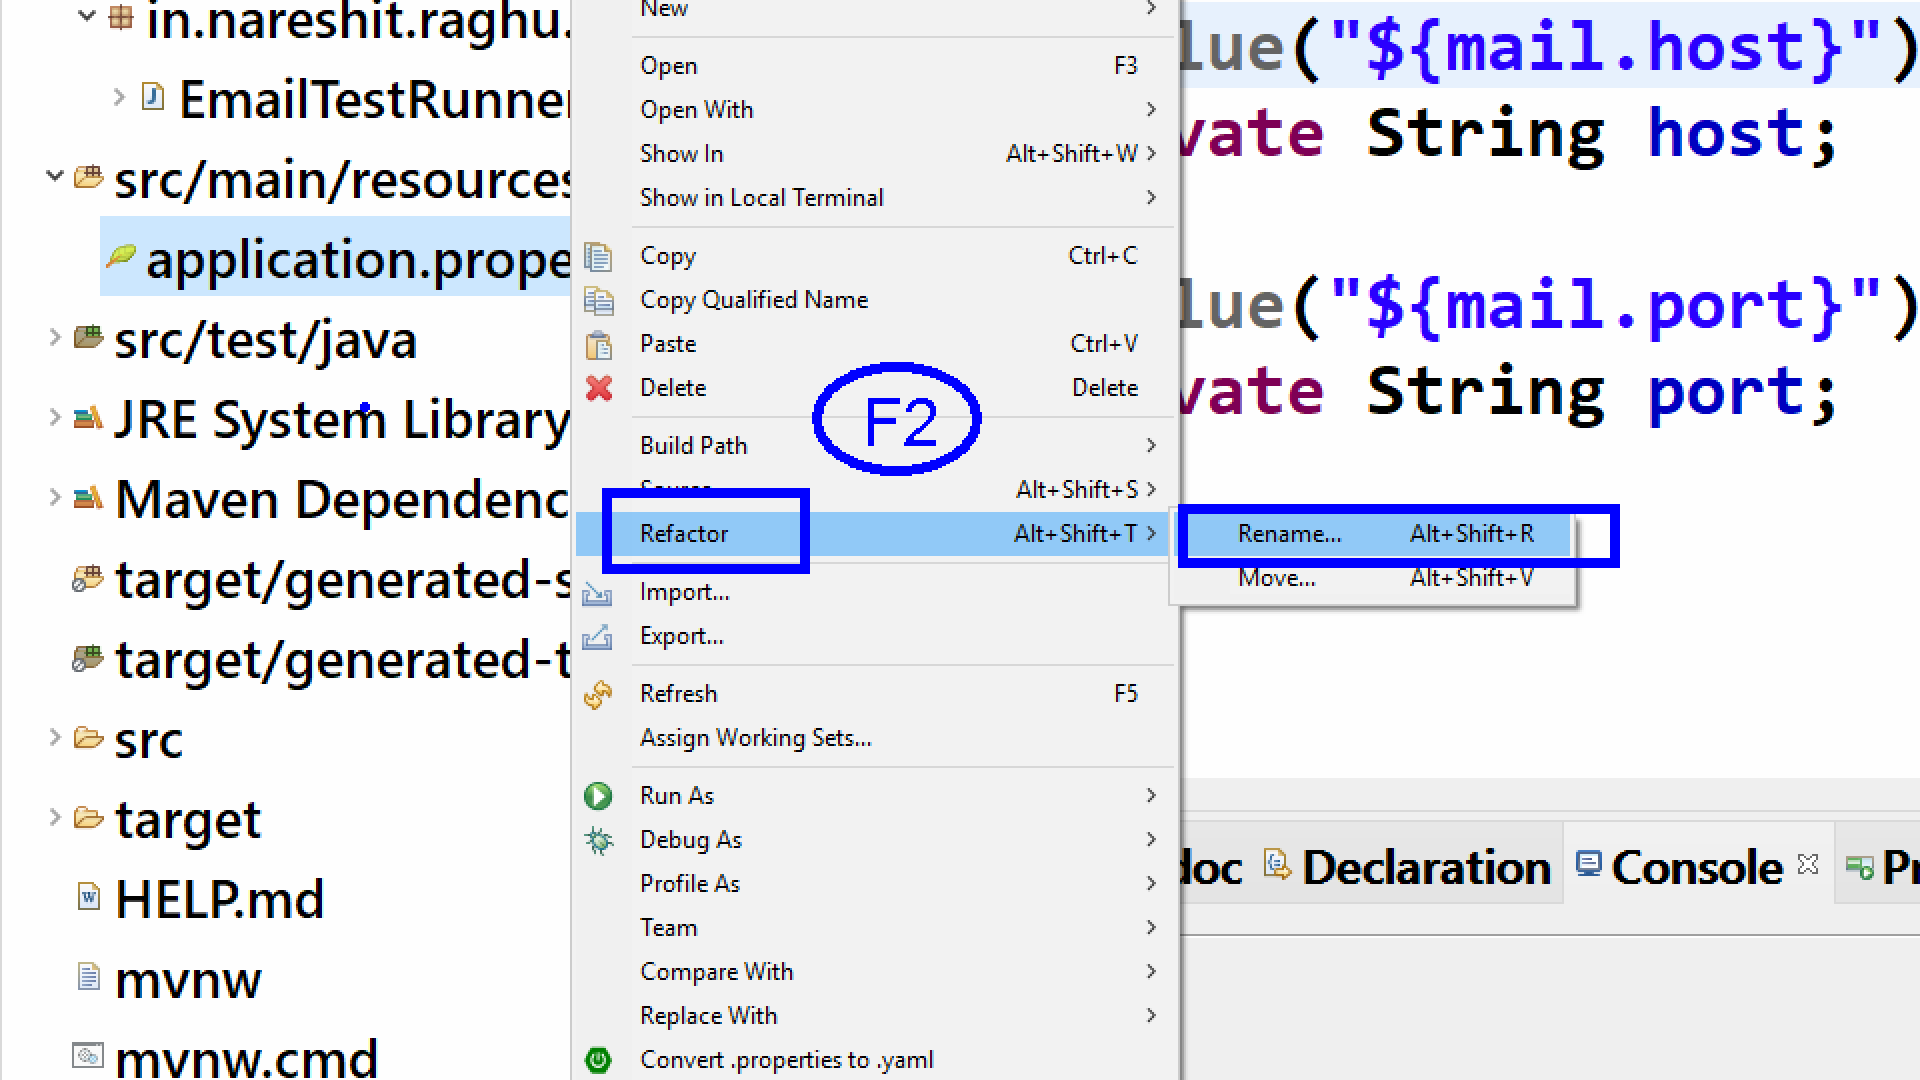 in.nareshit.raghu.
EmailTestRunner
src/main/resources
application.prope
src/test/java
JRE System Library
Maven Dependenc
target/generated-s
target/generated-t
src
target
HELP.md
mvnw
mvnw.cmd
New
Open F3
Open With
Show In Alt+Shift+W
Show in Local Terminal
Copy Ctrl+C
Copy Qualified Name
Paste Ctrl+V
Delete Delete
F2
Build Path
Source Alt+Shift+S
Refactor Alt+Shift+T
Import...
Export...
Refresh F5
Assign Working Sets...
Run As
Debug As
Profile As
Team
Compare With
Replace With
Convert .properties to .yaml
Rename... Alt+Shift+R
Move... Alt+Shift+V
lue("${mail.host}")
vate String host;
lue("${mail.port}")
vate String port;
doc Declaration Console Pr